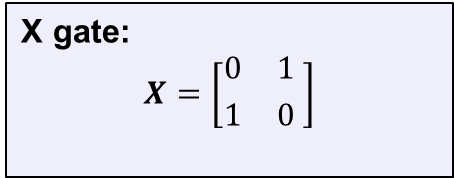 X gate:
X = [0 1
1 0]